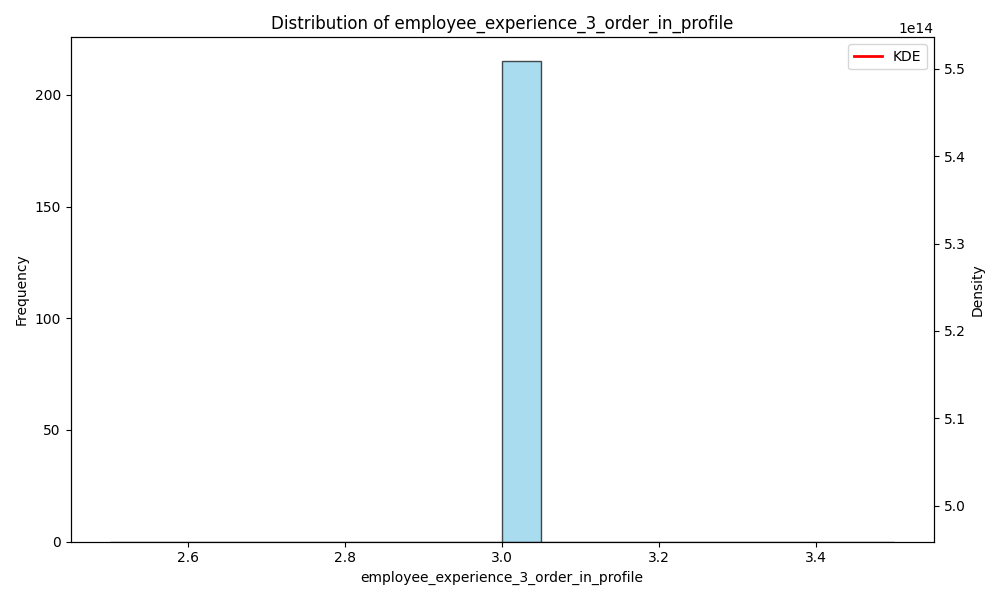 Distribution of employee_experience_3_order_in_profile
1e14
KDE
Frequency
200
150
100
50
0
5.5
5.4
5.3
5.2
5.1
5.0
Density
2.6 2.8 3.0 3.2 3.4
employee_experience_3_order_in_profile